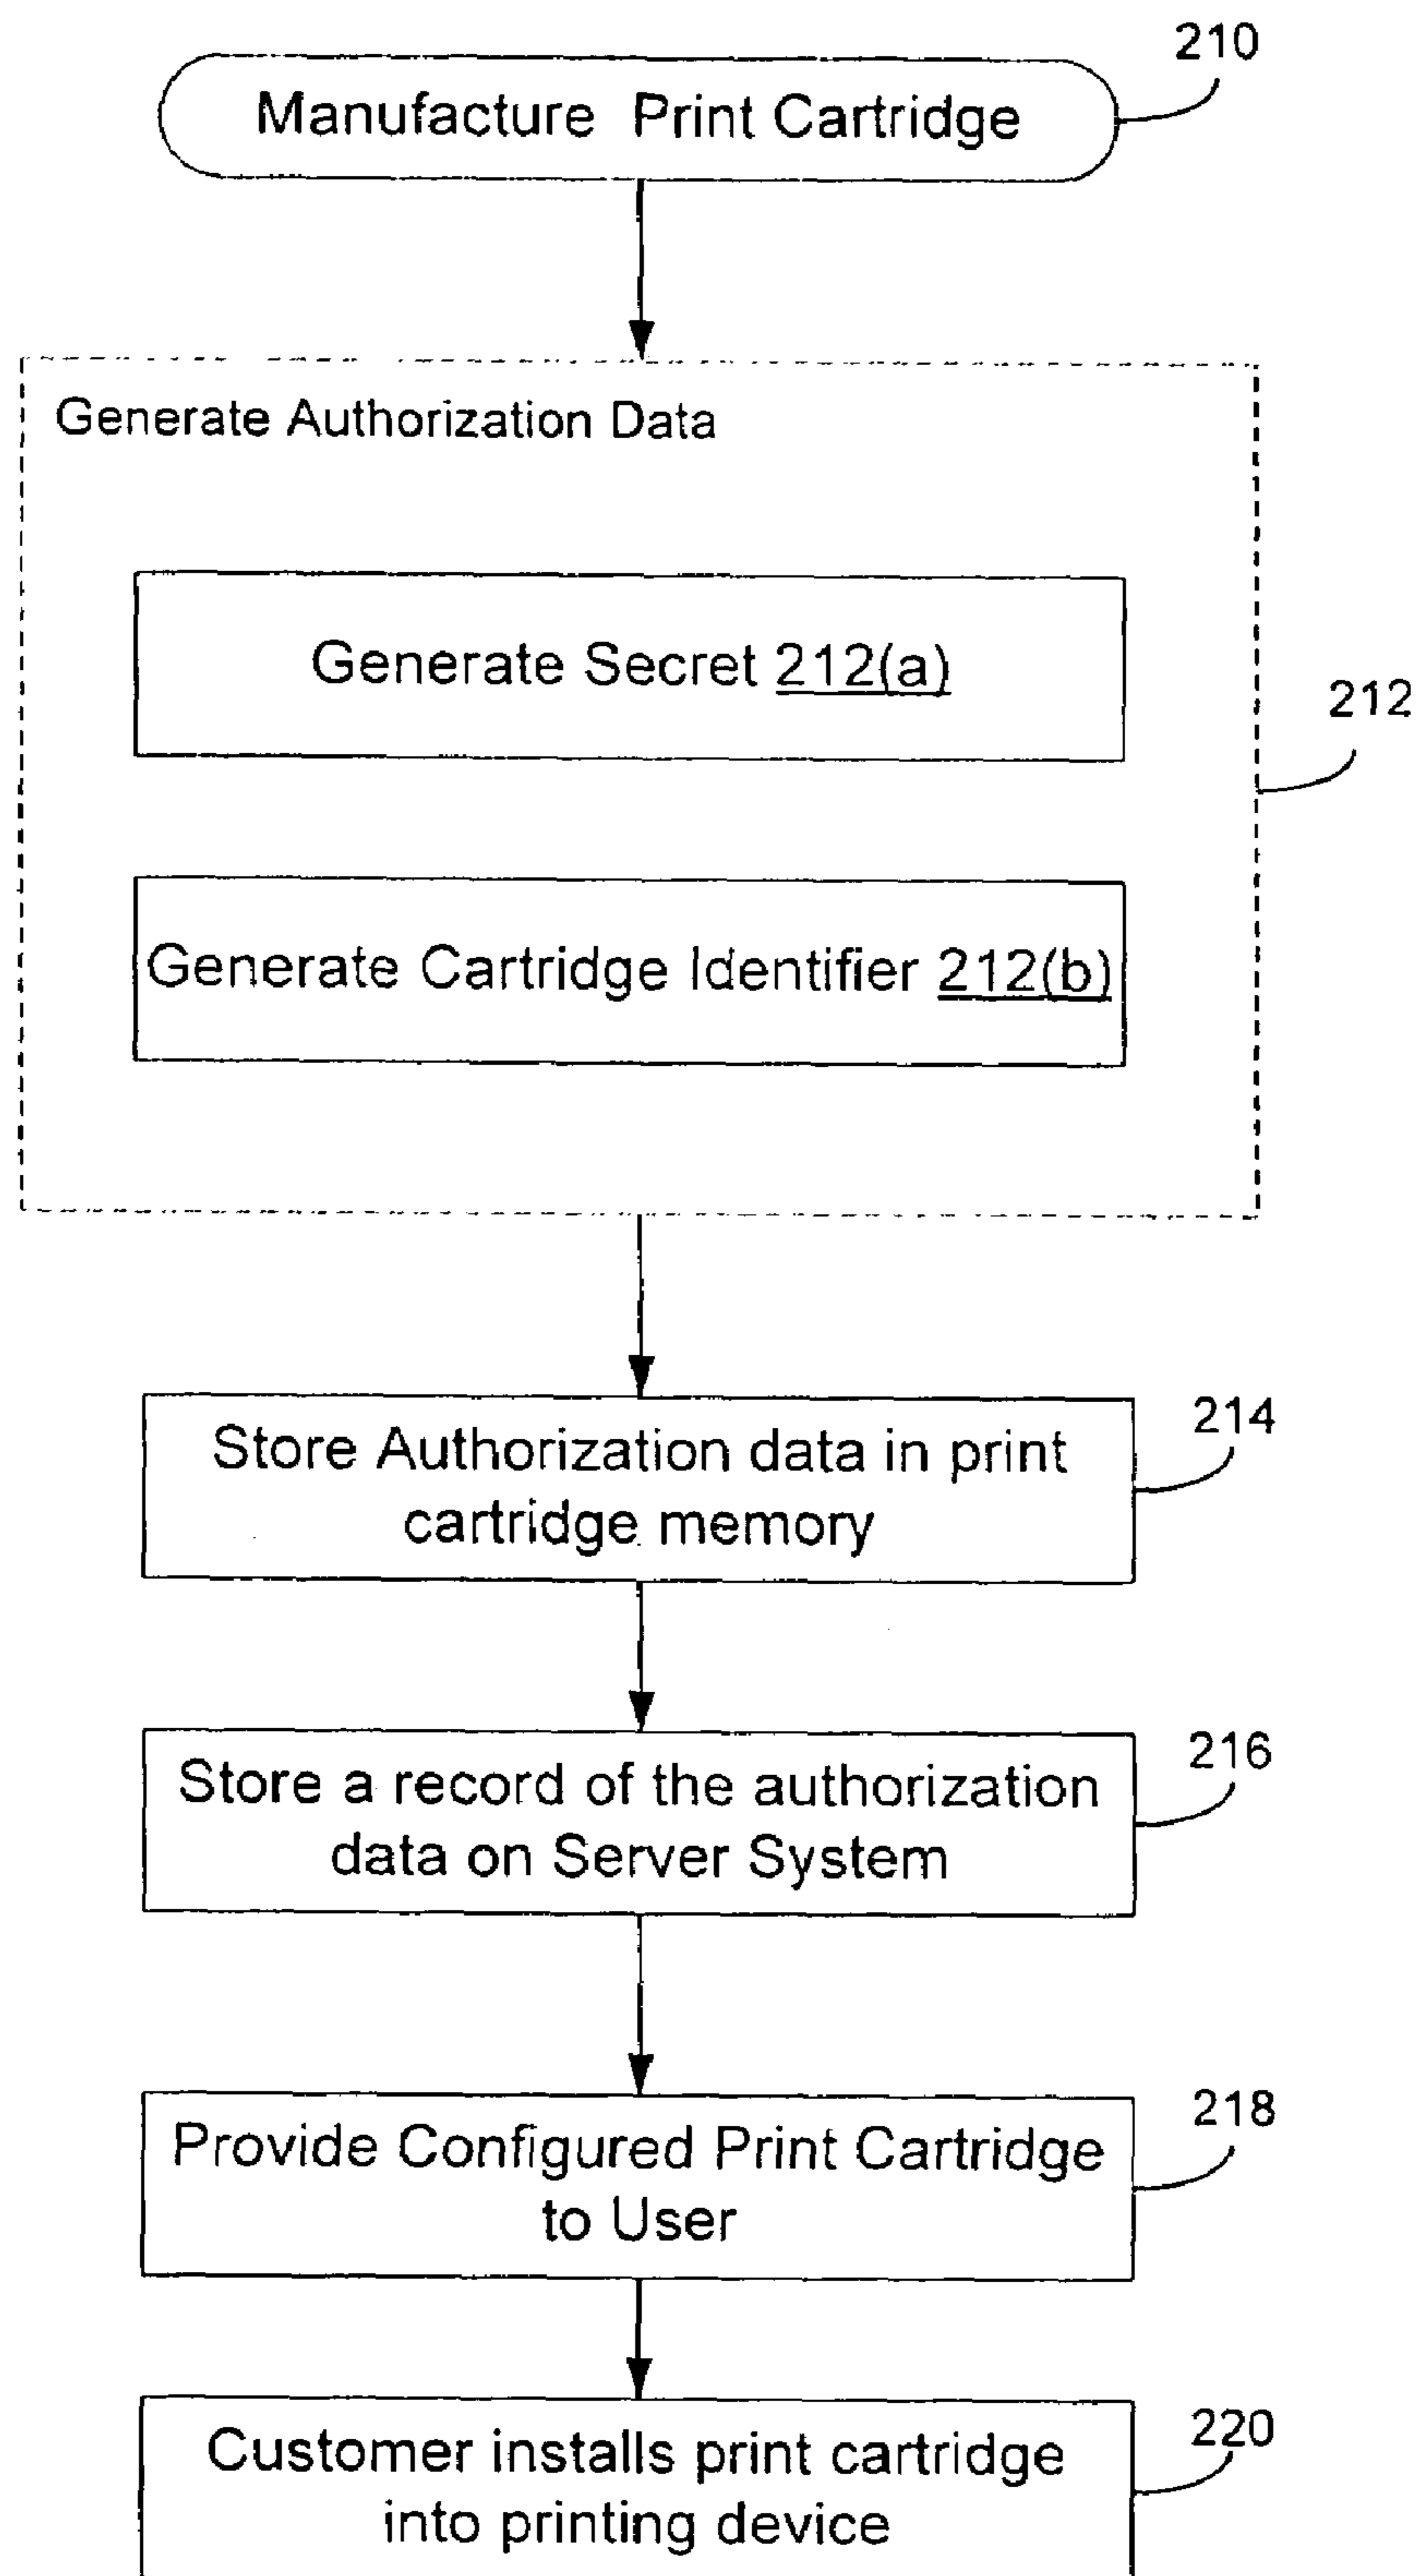 210
Manufacture Print Cartridge
Generate Authorization Data
Generate Secret 212(a)
212
Generate Cartridge Identifier 212(b)
214
Store Authorization data in print
cartridge memory
216
Store a record of the authorization
data on Server System
218
Provide Configured Print Cartridge
to User
220
Customer installs print cartridge
into printing device